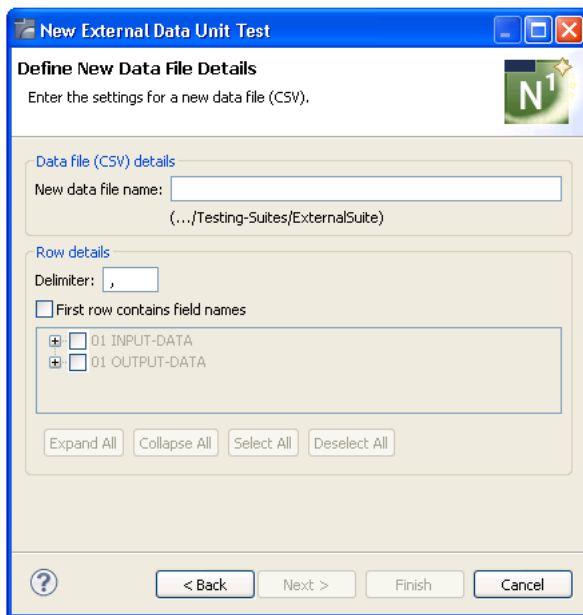 New External Data Unit Test
Define New Data File Details
Enter the settings for a new data file (CSV).
N1
Data file (CSV) details
New data file name:
(.../Testing-Suites/ExternalSuite)
Row details
Delimiter: ,
First row contains field names
01 INPUT-DATA
01 OUTPUT-DATA
Expand All Collapse All Select All Deselect All
? < Back Next > Finish Cancel